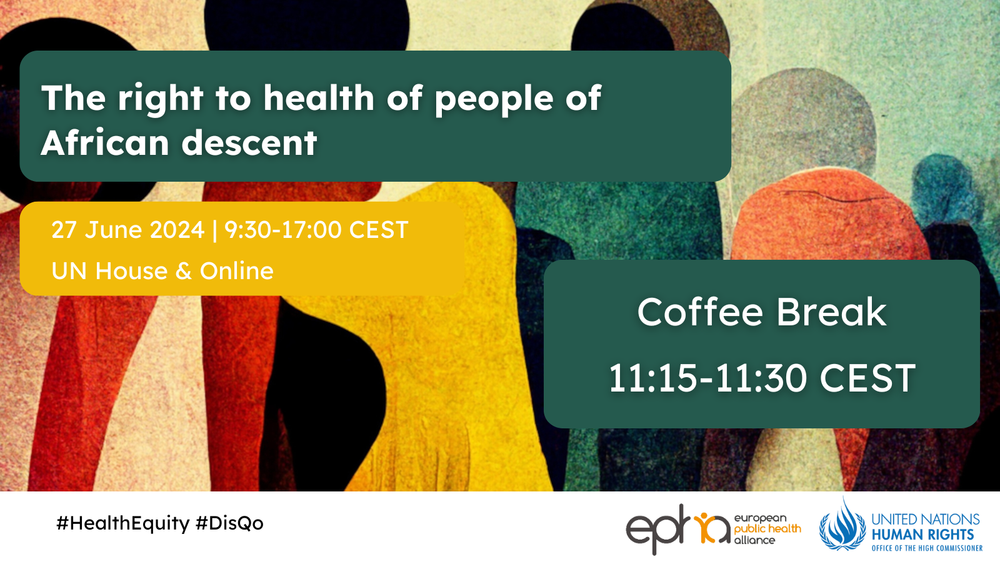 The right to health of people of
African descent
27 June 2024 | 9:30-17:00 CEST
UN House & Online
Coffee Break
11:15-11:30 CEST
#HealthEquity #DisQo
epha
european
public health
alliance
UNITED NATIONS
HUMAN RIGHTS
OFFICE OF THE HIGH COMMISSIONER